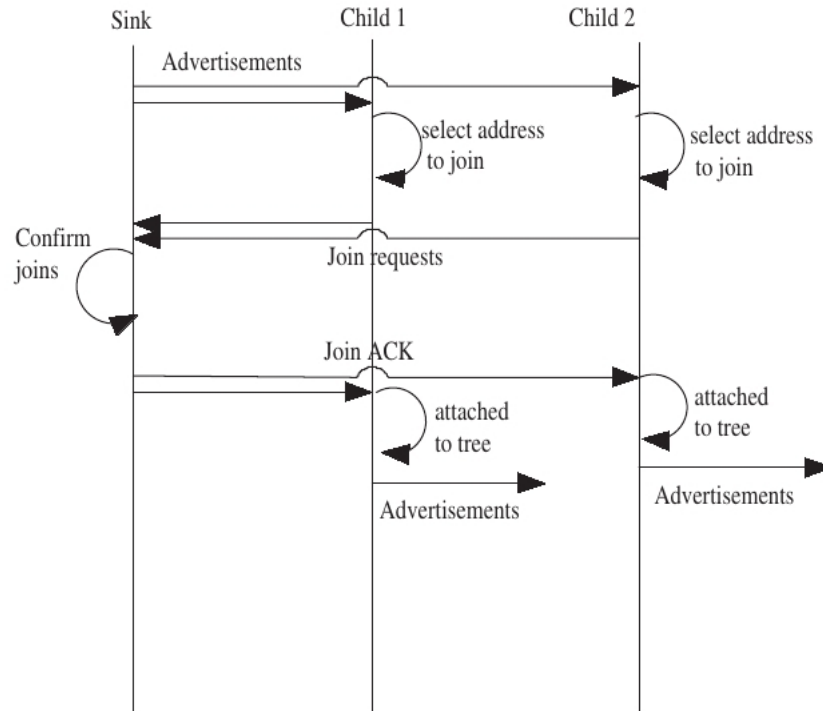 Sink
Child 1
Child 2
Advertisements
select address
to join
select address
to join
Confirm
joins
Join requests
Join ACK
attached
to tree
attached
to tree
Advertisements
Advertisements